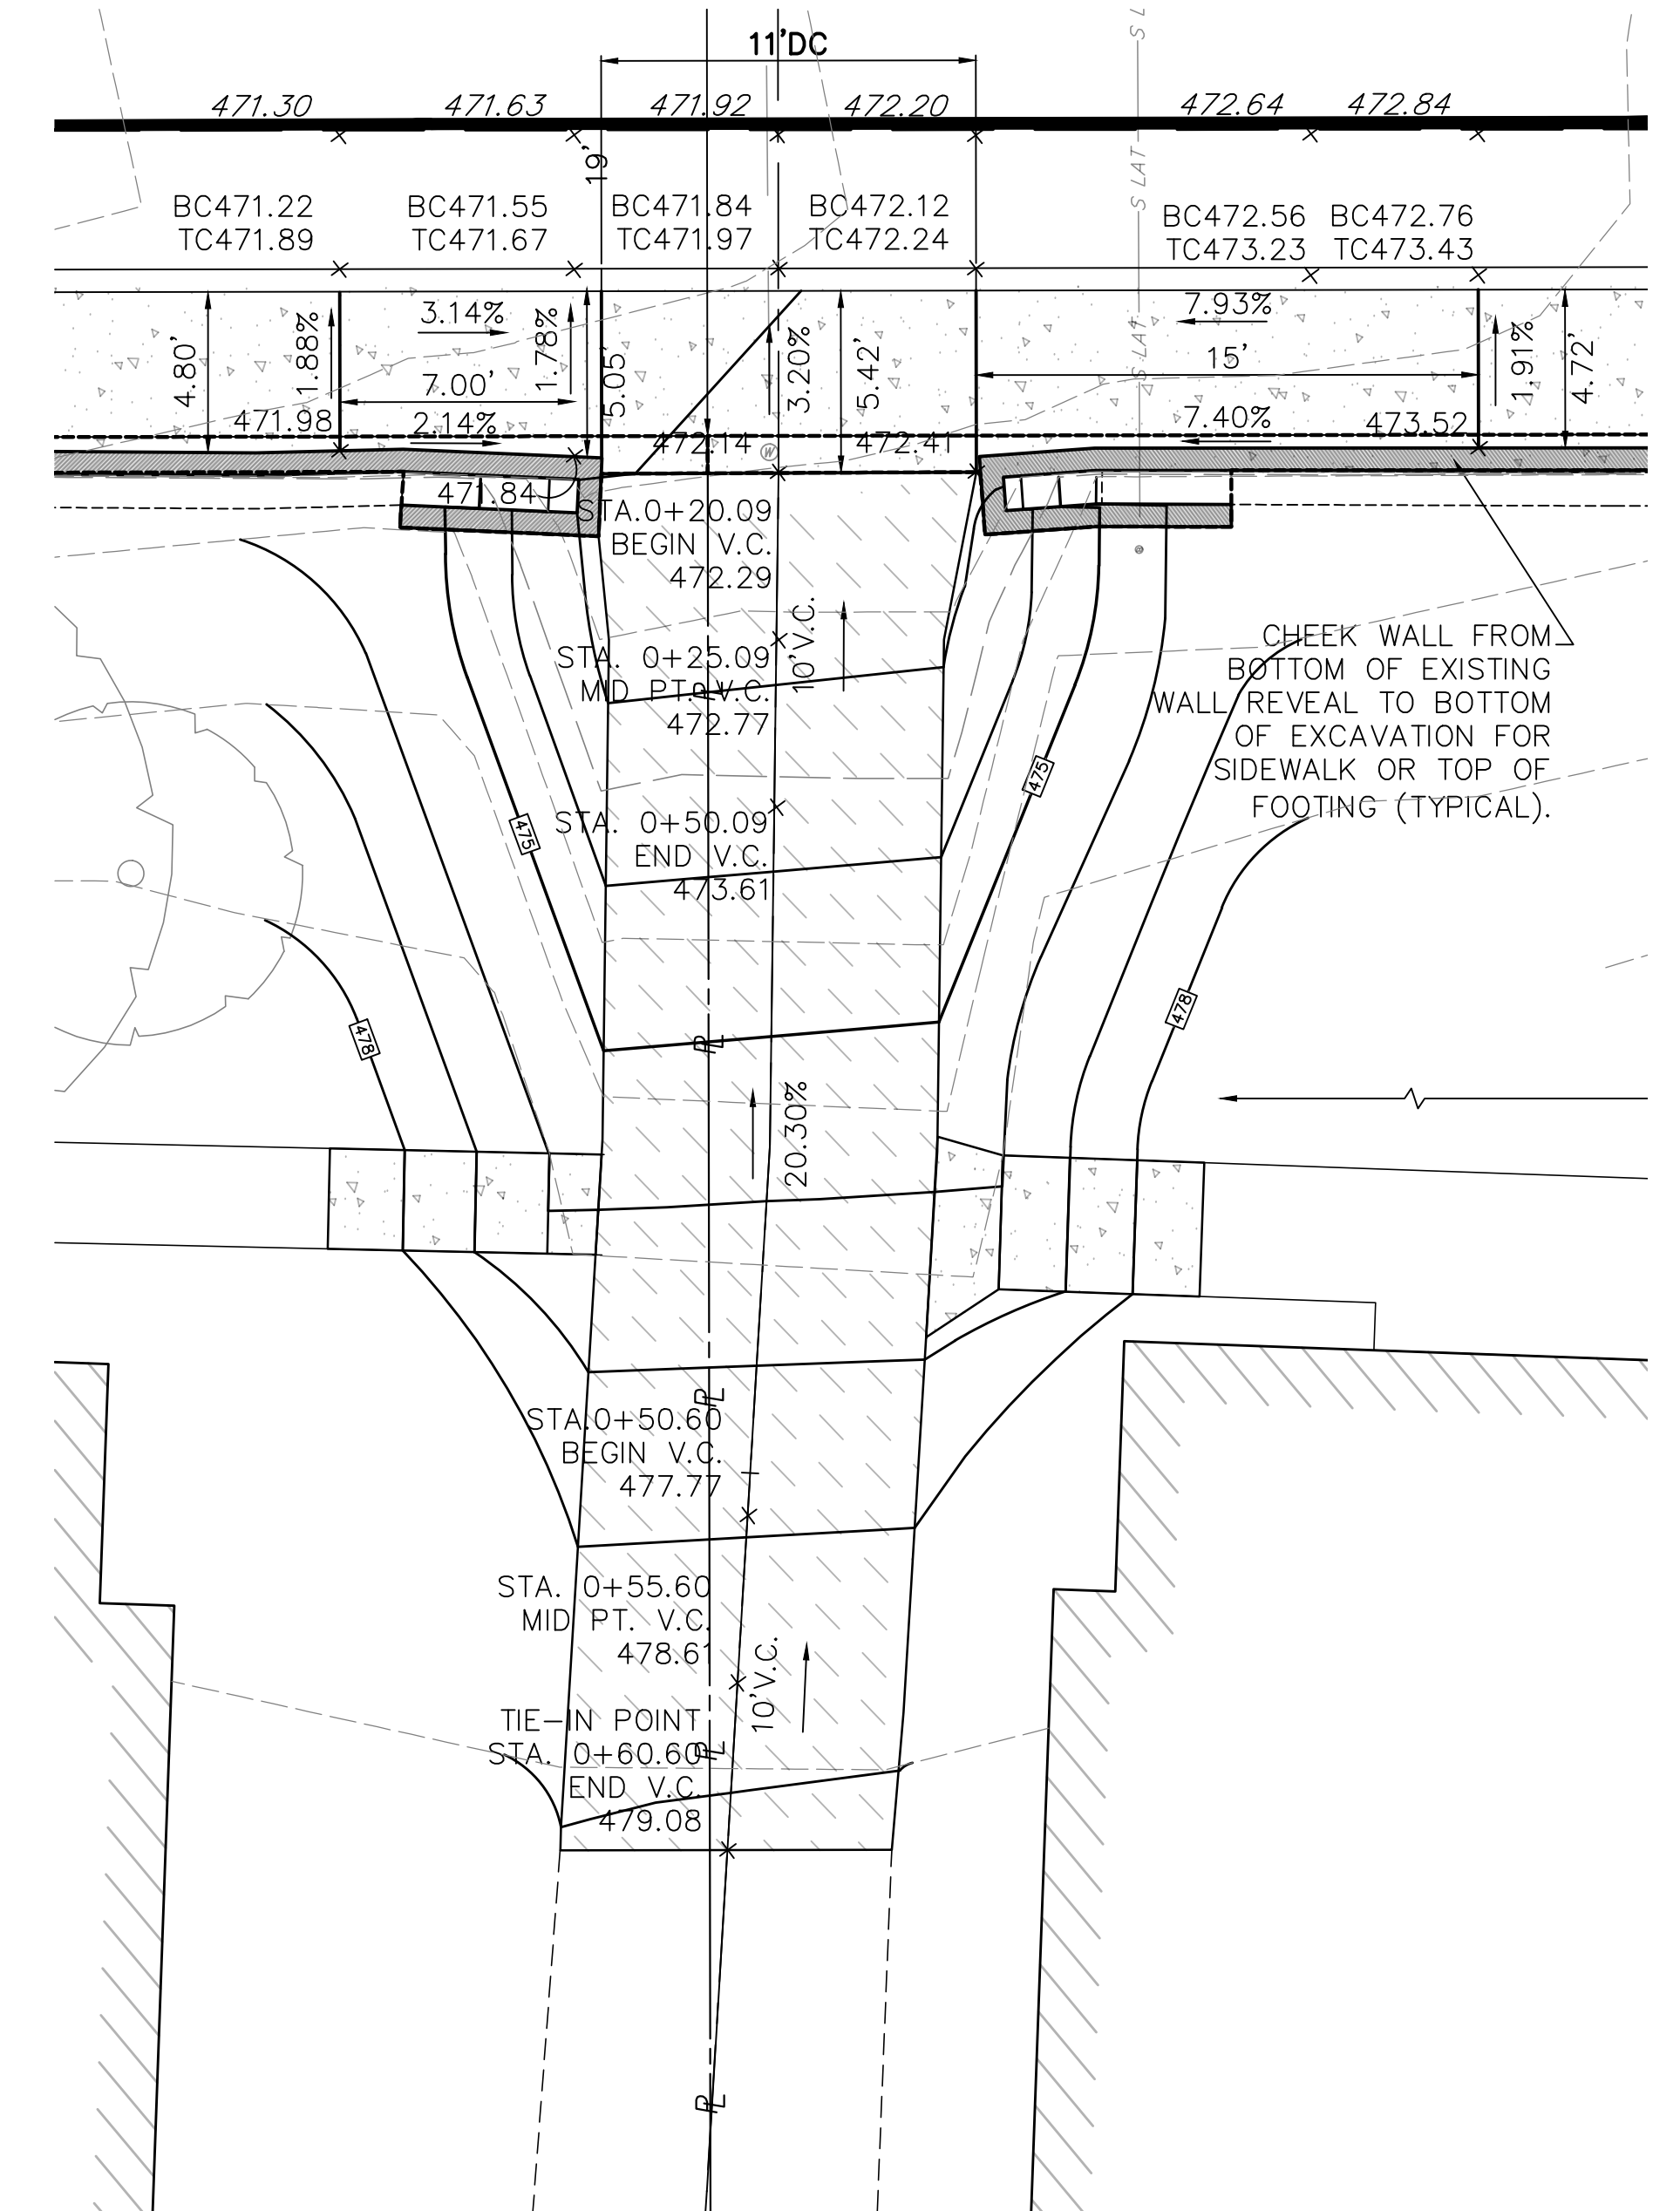 11'DC
471.30
471.63
471.92
472.20
472.64
472.84
19'
S LAT
BC471.22
TC471.89
BC471.55
TC471.67
BC471.84
TC471.97
BC472.12
TC472.24
BC472.56
TC473.23
BC472.76
TC473.43
4.80'
1.88%
3.14%
7.00'
2.14%
471.98
1.78%
5.05'
3.20%
5.42'
472.14
472.41
W
7.93%
15'
7.40%
473.52
1.91%
4.72'
S LAT
471.84
STA.0+20.09
BEGIN V.C.
472.29
10'V.C.
STA. 0+25.09
MID PT. V.C.
472.77
CHEEK WALL FROM
BOTTOM OF EXISTING
WALL REVEAL TO BOTTOM
OF EXCAVATION FOR
SIDEWALK OR TOP OF
FOOTING (TYPICAL).
475
475
STA. 0+50.09
END V.C.
473.61
478
478
PL
20.30%
PL
STA.0+50.60
BEGIN V.C.
477.77
STA. 0+55.60
MID PT. V.C.
478.61
10'V.C.
TIE-IN POINT
STA. 0+60.60
PL
END V.C.
479.08
PL